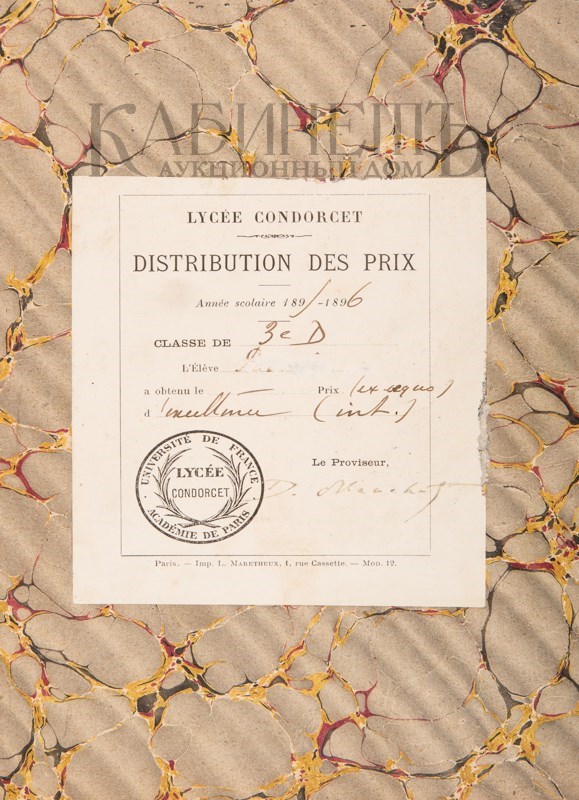 КАБИНЕТЪ
АУКЦИОННЫЙ ДОМ
LYCÉE CONDORCET
DISTRIBUTION DES PRIX
Année scolaire 1895-1896
CLASSE DE 3e D
L'Élève
a obtenu le Prix (ex æquo)
d'excellence (int.)
UNIVERSITÉ DE FRANCE
LYCÉE
CONDORCET
ACADÉMIE DE PARIS
Le Proviseur,
Paris. — Imp. L. MARETHEUX, 1, rue Cassette. — Mod. 12.